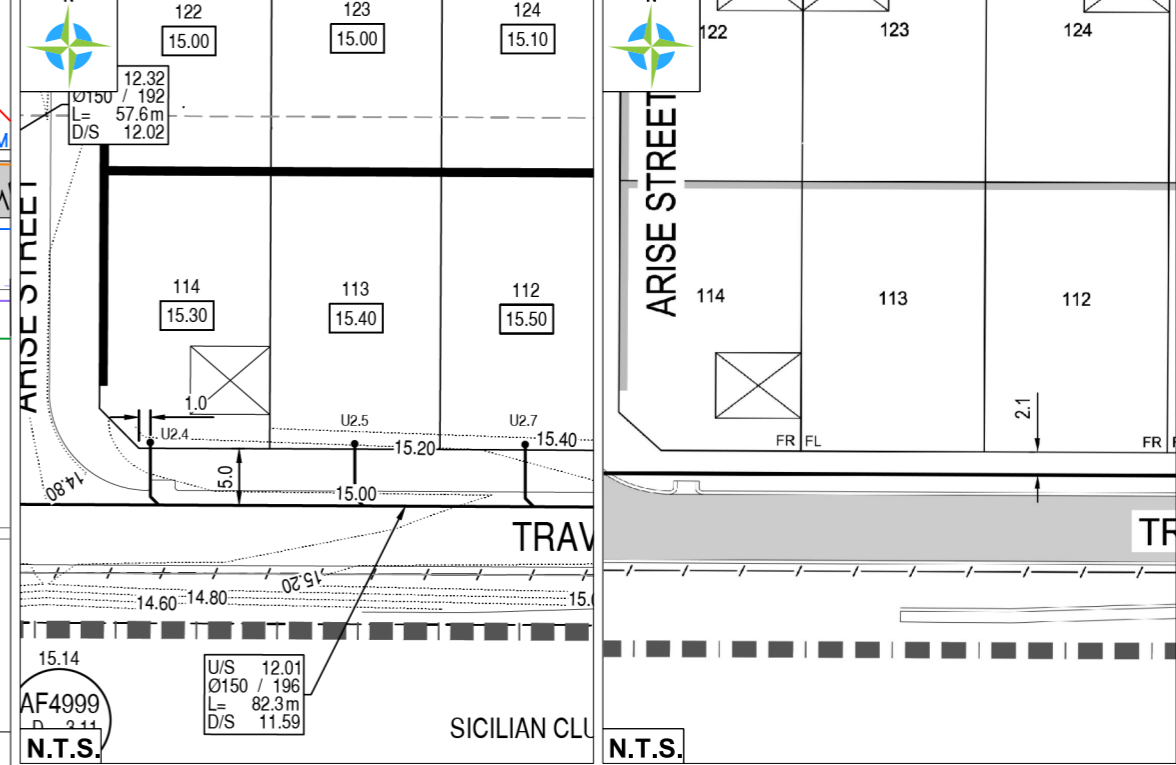 122
123
124
15.00
15.00
15.10
12.32
Ø150 / 192
L= 57.6m
D/S 12.02
ARISE STREET
114
113
112
15.30
15.40
15.50
1.0
U2.4
U2.5
U2.7
15.20
15.40
5.0
14.80
15.00
TRAV
15.20
14.60
14.80
15.14
AF4999
U/S 12.01
Ø150 / 196
L= 82.3m
D/S 11.59
SICILIAN CLU
N.T.S.
122
123
124
ARISE STREET
114
113
112
2.1
FR FL
FR
TR
N.T.S.